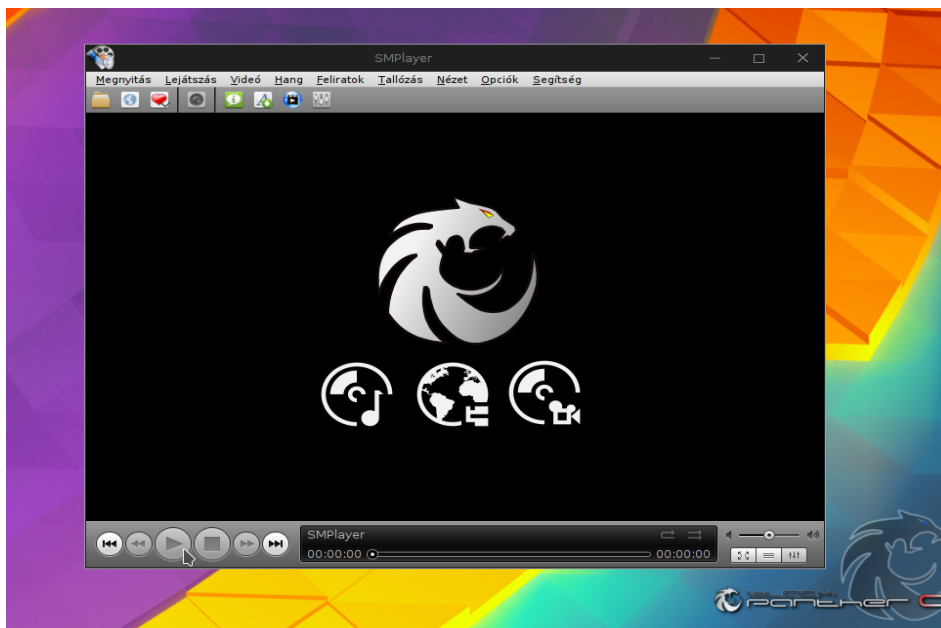 SMPlayer
Megnyitás Lejátszás Videó Hang Feliratok Tallózás Nézet Opciók Segítség
SMPlayer
00:00:00 00:00:00
panther